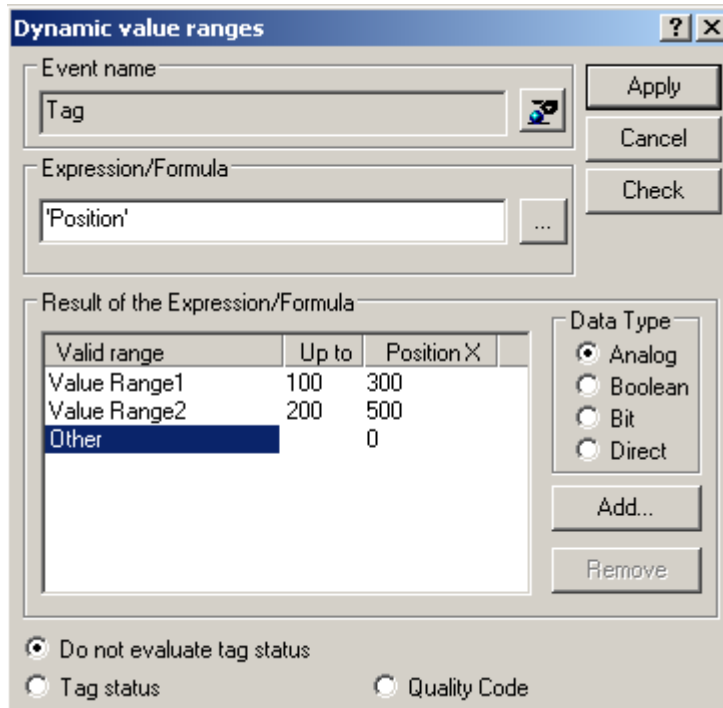 Dynamic value ranges
Event name
Tag
Apply
Cancel
Expression/Formula
Check
'Position'
...
Result of the Expression/Formula
Data Type
Valid range Up to Position X
Analog
Value Range1 100 300
Boolean
Value Range2 200 500
Bit
Other 0
Direct
Add...
Remove
Do not evaluate tag status
Tag status Quality Code